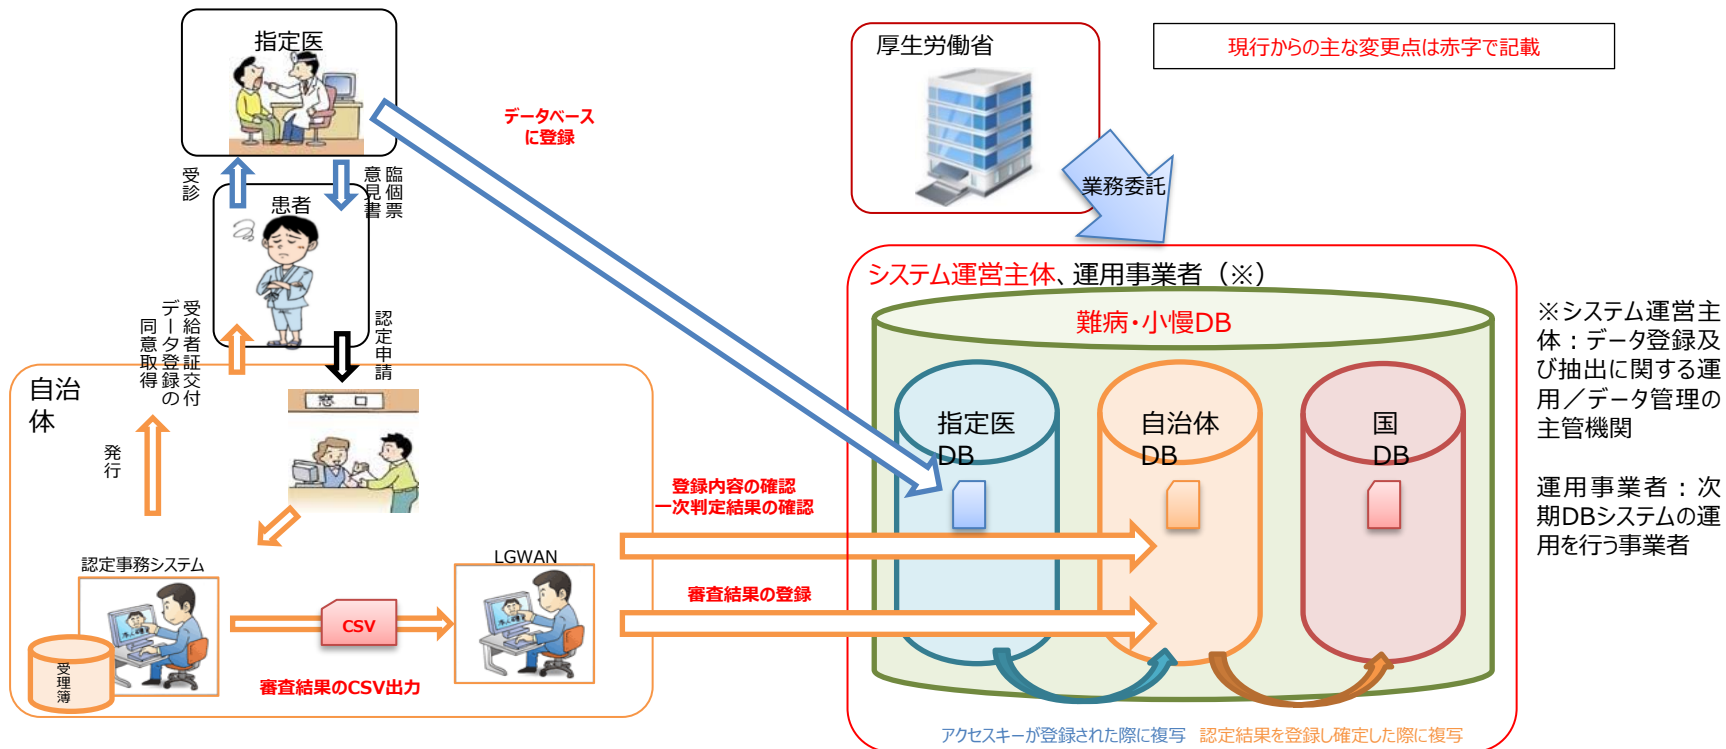 指定医
厚生労働省
現行からの主な変更点は赤字で記載
データベース
に登録
受診
臨個票
意見書
患者
業務委託
システム運営主体、運用事業者（※）
難病・小慢DB
受給者証交付
データ登録の
同意取得
認定申請
自治
体
窓口
発行
指定医
DB
自治体
DB
国
DB
※システム運営主
体：データ登録及
び抽出に関する運
用／データ管理の
主管機関
運用事業者：次
期DBシステムの運
用を行う事業者
登録内容の確認
一次判定結果の確認
認定事務システム
LGWAN
審査結果の登録
CSV
受理簿
審査結果のCSV出力
アクセスキーが登録された際に複写
認定結果を登録し確定した際に複写